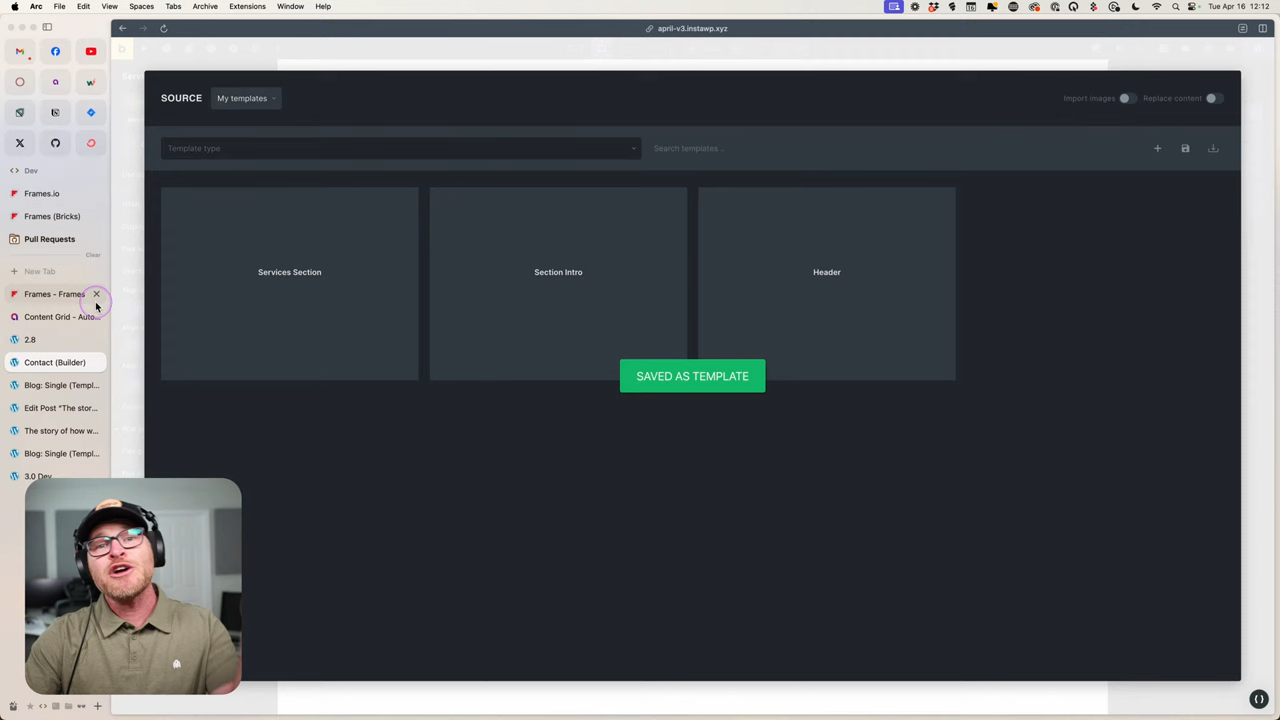 Arc File Edit View Spaces Tabs Archive Extensions Window Help
Tue Apr 16 12:12
april-v3.instawp.xyz
Dev
Frames.io
Frames (Bricks)
Pull Requests
Clear
New Tab
Frames - Frames
Content Grid - Auto...
2.8
Contact (Builder)
Blog: Single (Templ...
Edit Post “The stor...
The story of how w...
Blog: Single (Templ...
3.0 Dev
SOURCE
My templates
Import images
Replace content
Template type
Search templates...
Services Section
Section Intro
Header
SAVED AS TEMPLATE